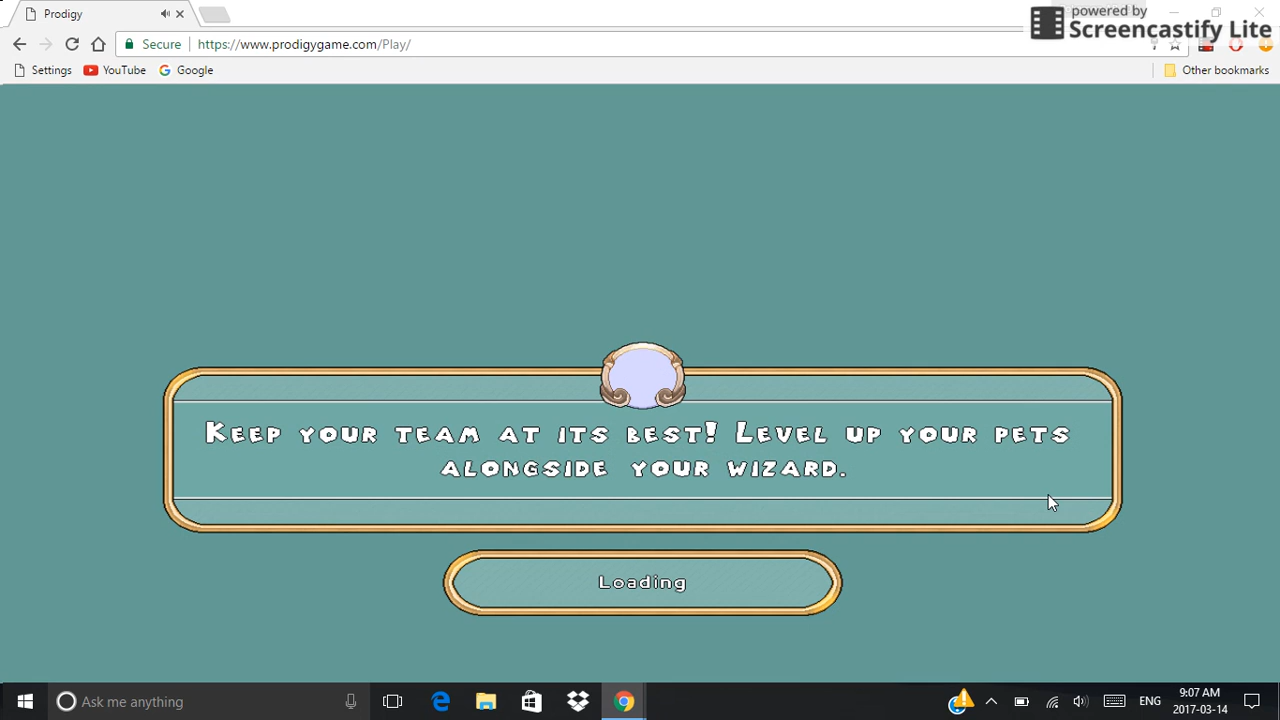 Prodigy
powered by
Screencastify Lite
Secure
https://www.prodigygame.com/Play/
Settings
YouTube
Google
Other bookmarks
KEEP YOUR TEAM AT ITS BEST! LEVEL UP YOUR PETS
ALONGSIDE YOUR WIZARD.
Loading
Ask me anything
ENG
9:07 AM
2017-03-14